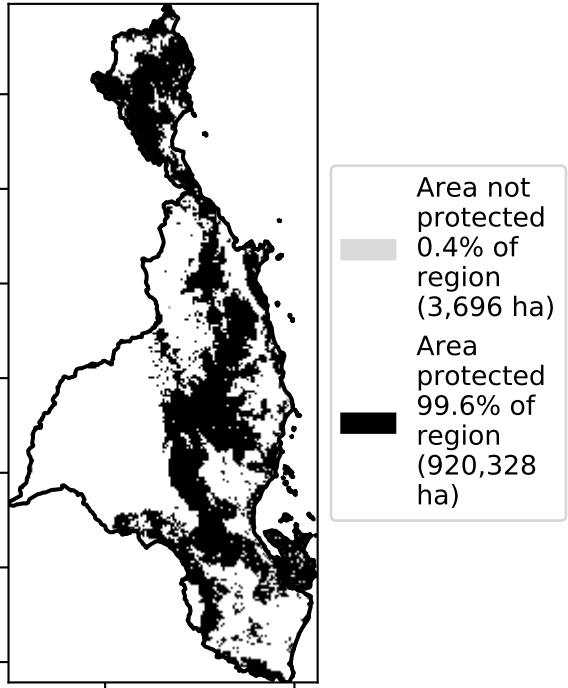 Area not
protected
0.4% of
region
(3,696 ha)
Area
protected
99.6% of
region
(920,328
ha)